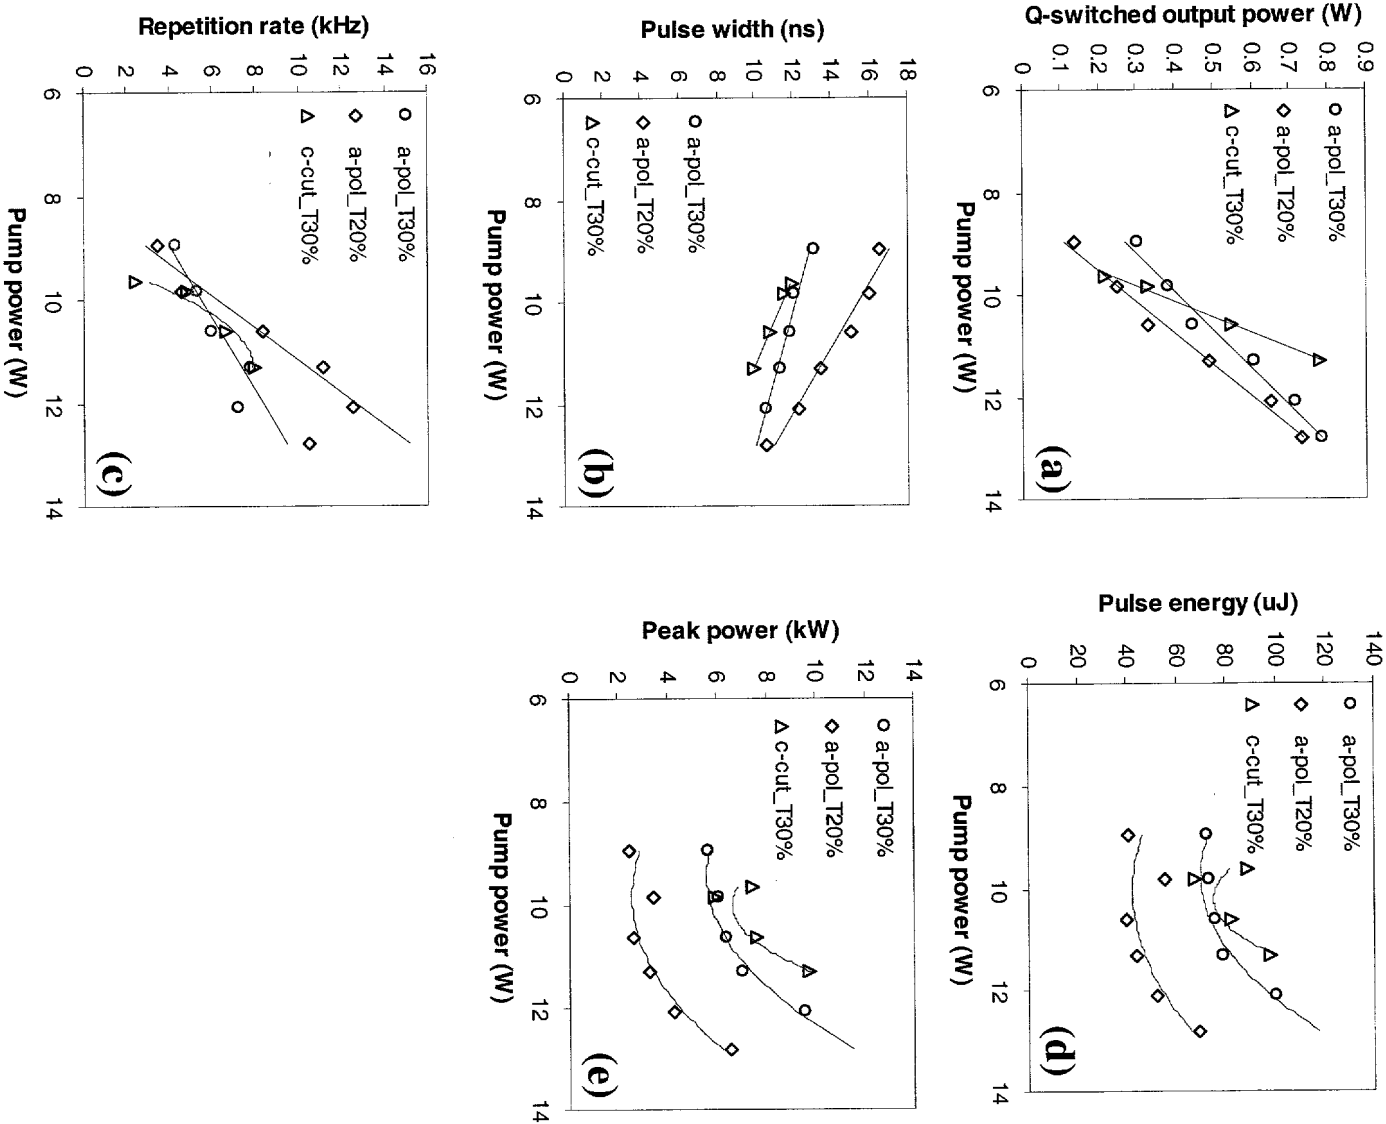 Q-switched output power (W)
0.9
0.8
0.7
0.6
0.5
0.4
0.3
0.2
0.1
0
6
8
10
12
14
a-pol_T30%
a-pol_T20%
c-cut_T30%
Pump power (W)
(a)
Pulse width (ns)
18
16
14
12
10
8
6
4
2
0
6
8
10
12
14
a-pol_T30%
a-pol_T20%
c-cut_T30%
Pump power (W)
(b)
Repetition rate (kHz)
16
14
12
10
8
6
4
2
0
6
8
10
12
14
a-pol_T30%
a-pol_T20%
c-cut_T30%
Pump power (W)
(c)
Pulse energy (uJ)
140
120
100
80
60
40
20
0
6
8
10
12
14
a-pol_T30%
a-pol_T20%
c-cut_T30%
Pump power (W)
(d)
Peak power (kW)
14
12
10
8
6
4
2
0
6
8
10
12
14
a-pol_T30%
a-pol_T20%
c-cut_T30%
Pump power (W)
(e)